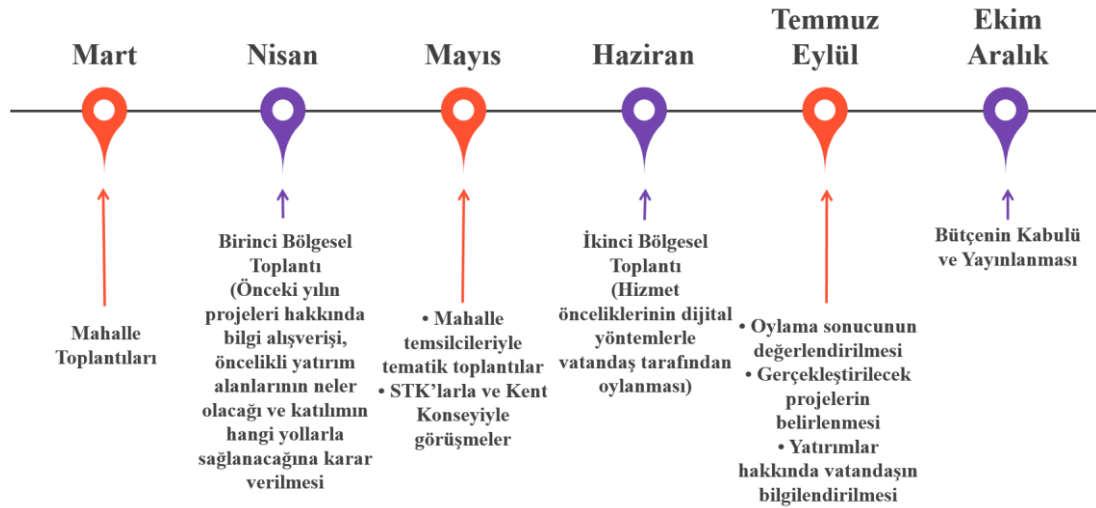 Mart
Mahalle
Toplantıları
Nisan
Birinci Bölgesel
Toplantı
(Önceki yılın
projeleri hakkında
bilgi alışverişi,
öncelikli yatırım
alanlarının neler
olacağı ve katılımın
hangi yollarla
sağlanacağına karar
verilmesi
Mayıs
• Mahalle
temsilcileriyle
tematik toplantılar
• STK’larla ve Kent
Konseyiyle
görüşmeler
Haziran
İkinci Bölgesel
Toplantı
(Hizmet
önceliklerinin dijital
yöntemlerle
vatandaş tarafından
oylanması)
Temmuz
Eylül
• Oylama sonucunun
değerlendirilmesi
• Gerçekleştirilecek
projelerin
belirlenmesi
• Yatırımlar
hakkında vatandaşın
bilgilendirilmesi
Ekim
Aralık
Bütçenin Kabulü
ve Yayınlanması